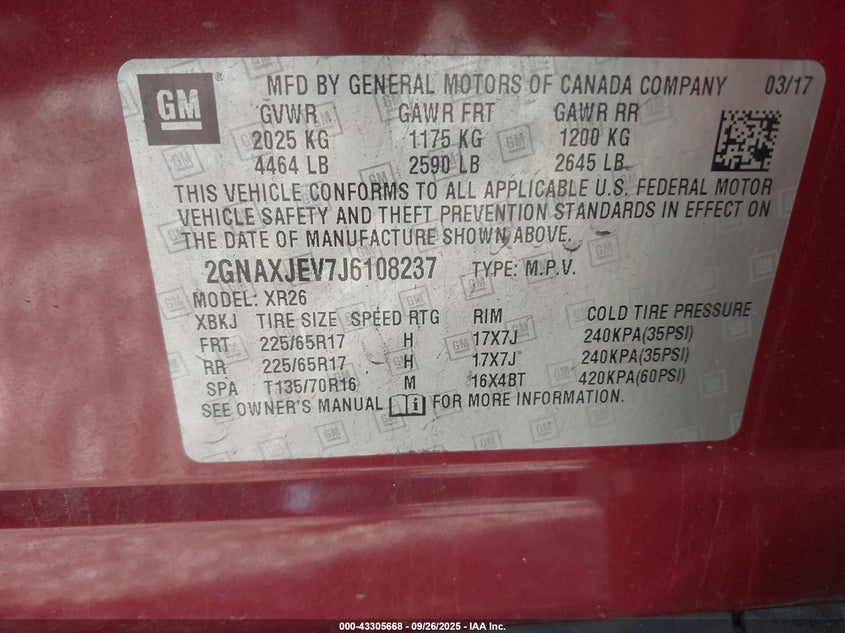 GM MFD BY GENERAL MOTORS OF CANADA COMPANY 03/17
GVWR GAWR FRT GAWR RR
2025 KG 1175 KG 1200 KG
4464 LB 2590 LB 2645 LB
THIS VEHICLE CONFORMS TO ALL APPLICABLE U.S. FEDERAL MOTOR
VEHICLE SAFETY AND THEFT PREVENTION STANDARDS IN EFFECT ON
THE DATE OF MANUFACTURE SHOWN ABOVE.
2GNAXJEV7J6108237 TYPE: M.P.V.
MODEL: XR26
XBKJ TIRE SIZE SPEED RTG RIM COLD TIRE PRESSURE
FRT 225/65R17 H 17X7J 240KPA(35PSI)
RR 225/65R17 H 17X7J 240KPA(35PSI)
SPA T135/70R16 M 16X4BT 420KPA(60PSI)
SEE OWNER'S MANUAL i FOR MORE INFORMATION.
000-43305668 - 09/26/2025 - IAA Inc.